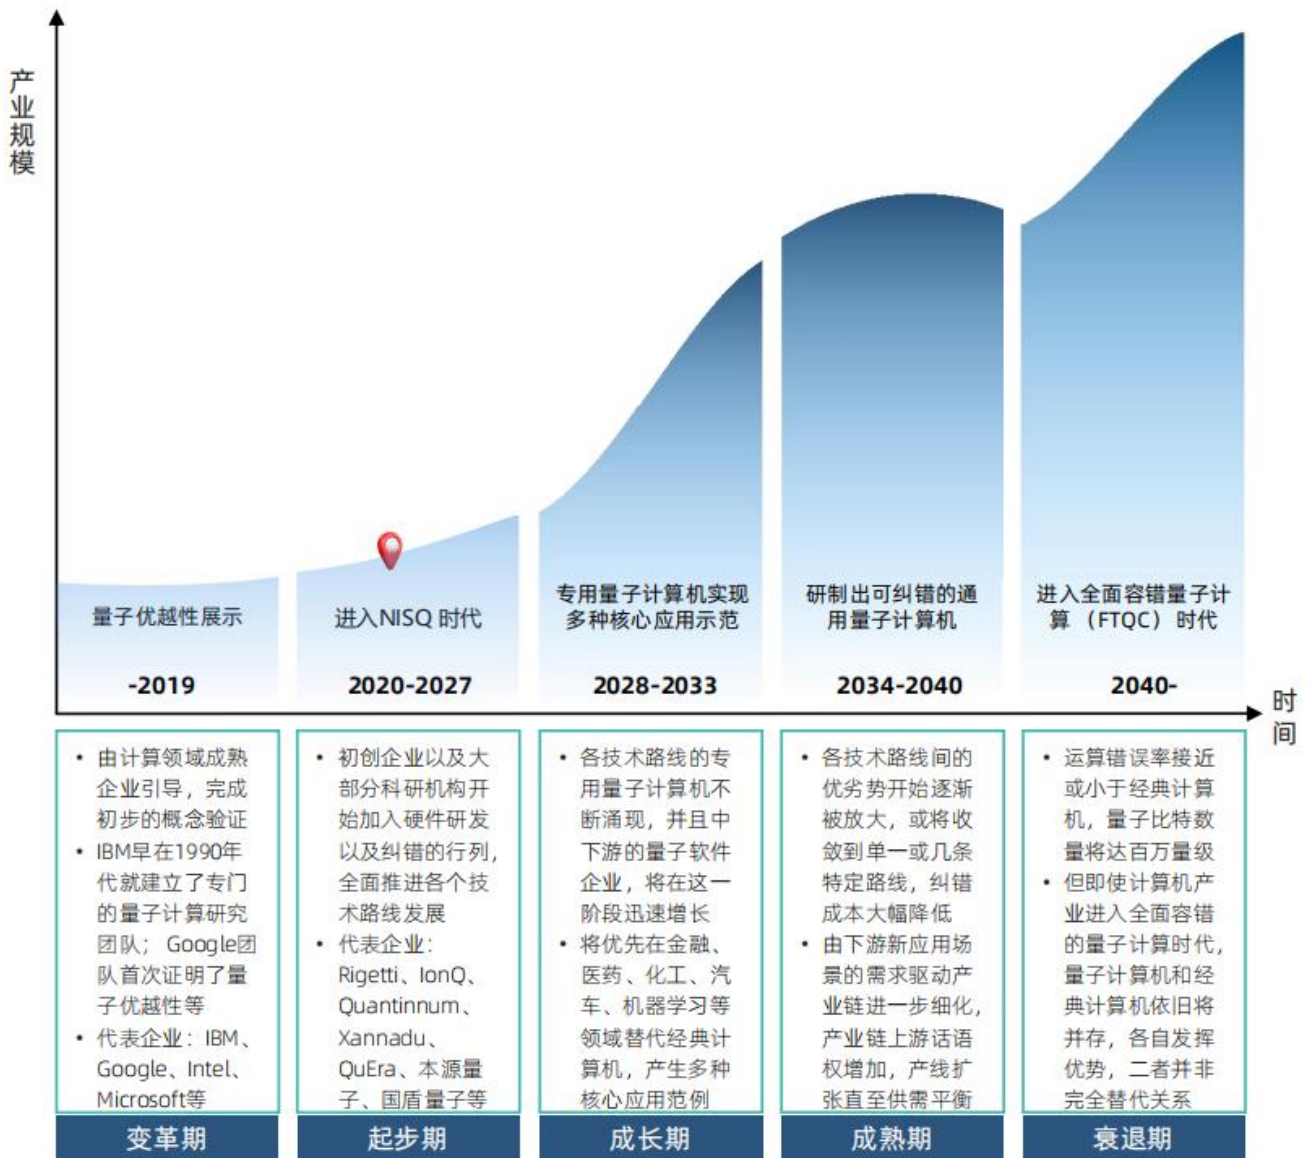 产业规模
量子优越性展示
-2019
进入NISQ 时代
2020-2027
专用量子计算机实现
多种核心应用示范
2028-2033
研制出可纠错的通
用量子计算机
2034-2040
进入全面容错量子计
算 （FTQC） 时代
2040-
时间
• 由计算领域成熟
企业引导，完成
初步的概念验证
• IBM早在1990年
代就建立了专门
的量子计算研究
团队； Google团
队首次证明了量
子优越性等
• 代表企业：IBM、
Google、Intel、
Microsoft等
变革期
• 初创企业以及大
部分科研机构开
始加入硬件研发
以及纠错的行列，
全面推进各个技
术路线发展
• 代表企业：
Rigetti、IonQ、
Quantinnum、
Xannadu、
QuEra、本源量
子、国盾量子等
起步期
• 各技术路线的专
用量子计算机不
断涌现，并且中
下游的量子软件
企业，将在这一
阶段迅速增长
• 将优先在金融、
医药、化工、汽
车、机器学习等
领域替代经典计
算机，产生多种
核心应用范例
成长期
• 各技术路线间的
优劣势开始逐渐
被放大，或将收
敛到单一或几条
特定路线，纠错
成本大幅降低
• 由下游新应用场
景的需求驱动产
业链进一步细化，
产业链上游话语
权增加，产线扩
张直至供需平衡
成熟期
• 运算错误率接近
或小于经典计算
机，量子比特数
量将达百万量级
• 但即使计算机产
业进入全面容错
的量子计算时代，
量子计算机和经
典计算机依旧将
并存，各自发挥
优势，二者并非
完全替代关系
衰退期